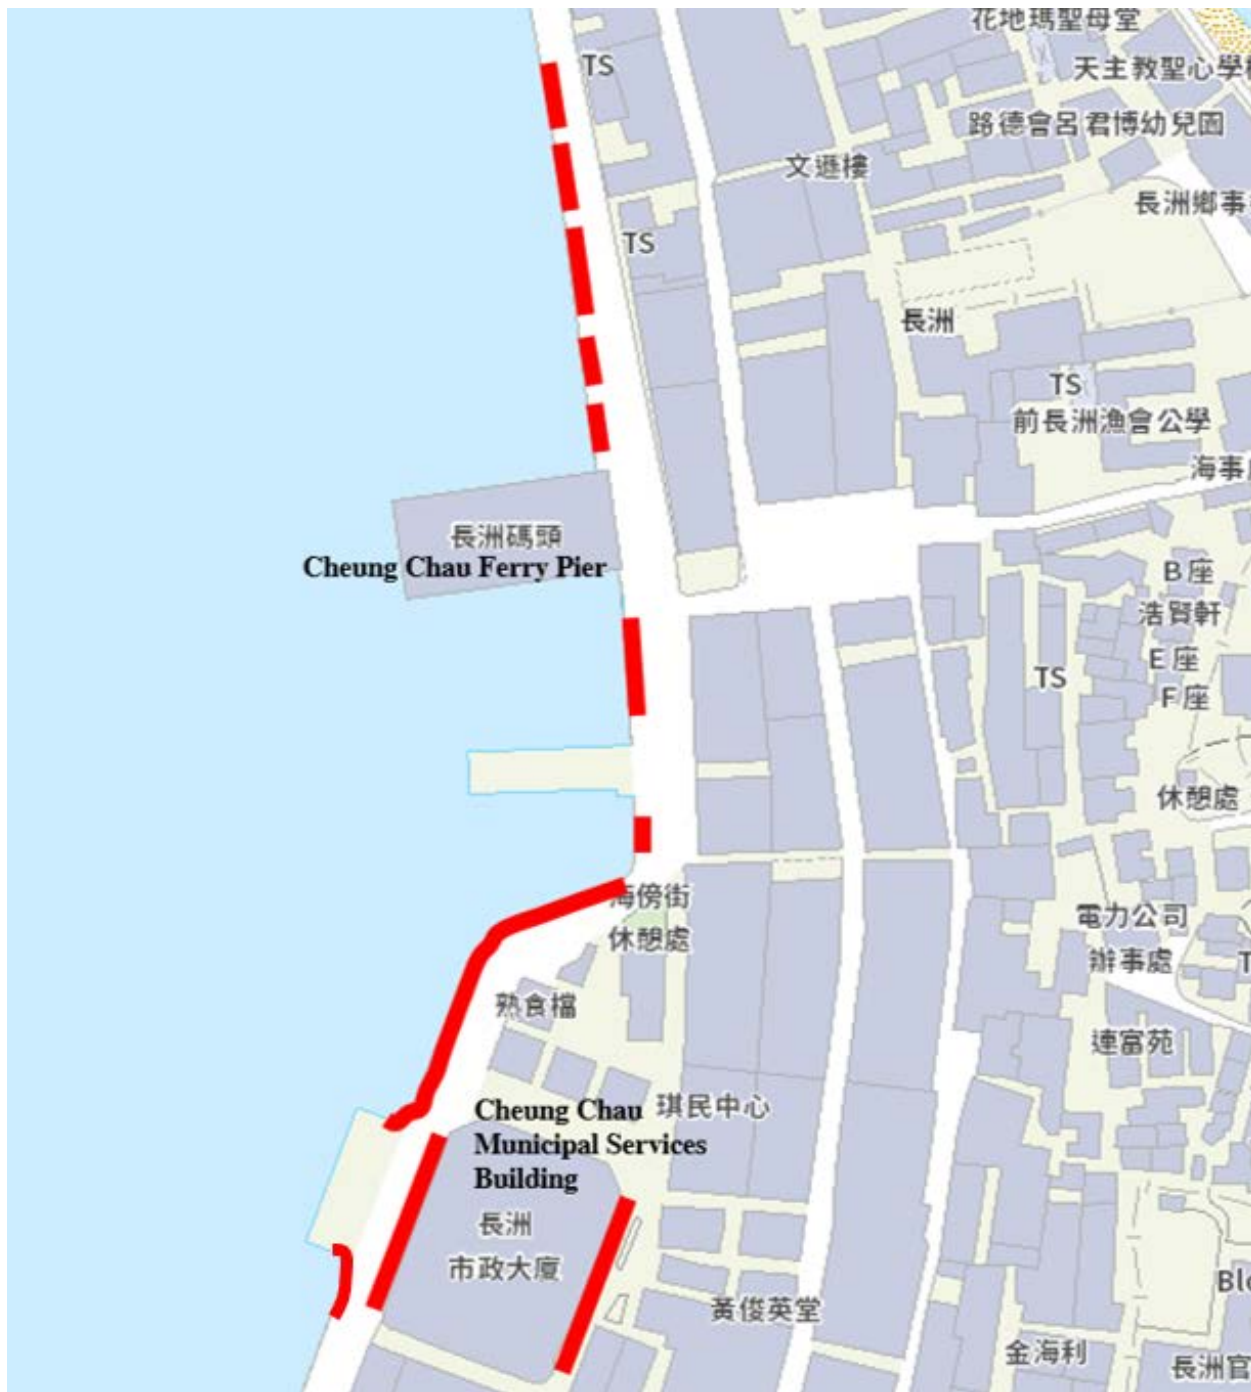 花地瑪聖母堂
TS
天主教聖心學校
路德會呂君博幼兒園
文遜樓
長洲鄉事
TS
長洲
TS
前長洲漁會公學
海事處
長洲碼頭
Cheung Chau Ferry Pier
B座
浩賢軒
E座
F座
TS
休憩處
海傍街
休憩處
電力公司
辦事處
T
熟食檔
連富苑
Cheung Chau
Municipal Services
Building
琪民中心
長洲
市政大廈
Blo
黃俊英堂
金海利
長洲官